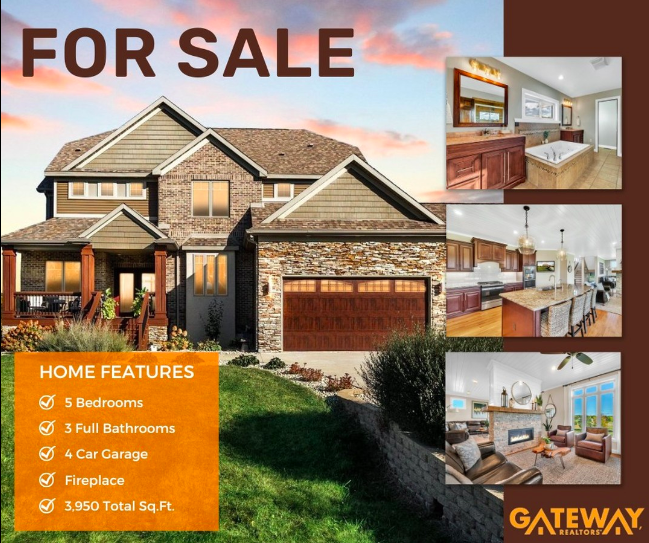 FOR SALE
HOME FEATURES
5 Bedrooms
3 Full Bathrooms
4 Car Garage
Fireplace
3,950 Total Sq.Ft.
GATEWAY
REALTORS